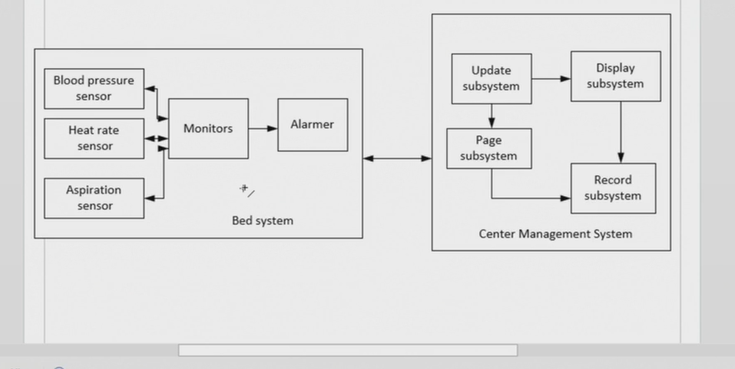 Blood pressure
sensor
Heat rate
sensor
Aspiration
sensor
Monitors
Alarmer
Bed system
Update
subsystem
Display
subsystem
Page
subsystem
Record
subsystem
Center Management System